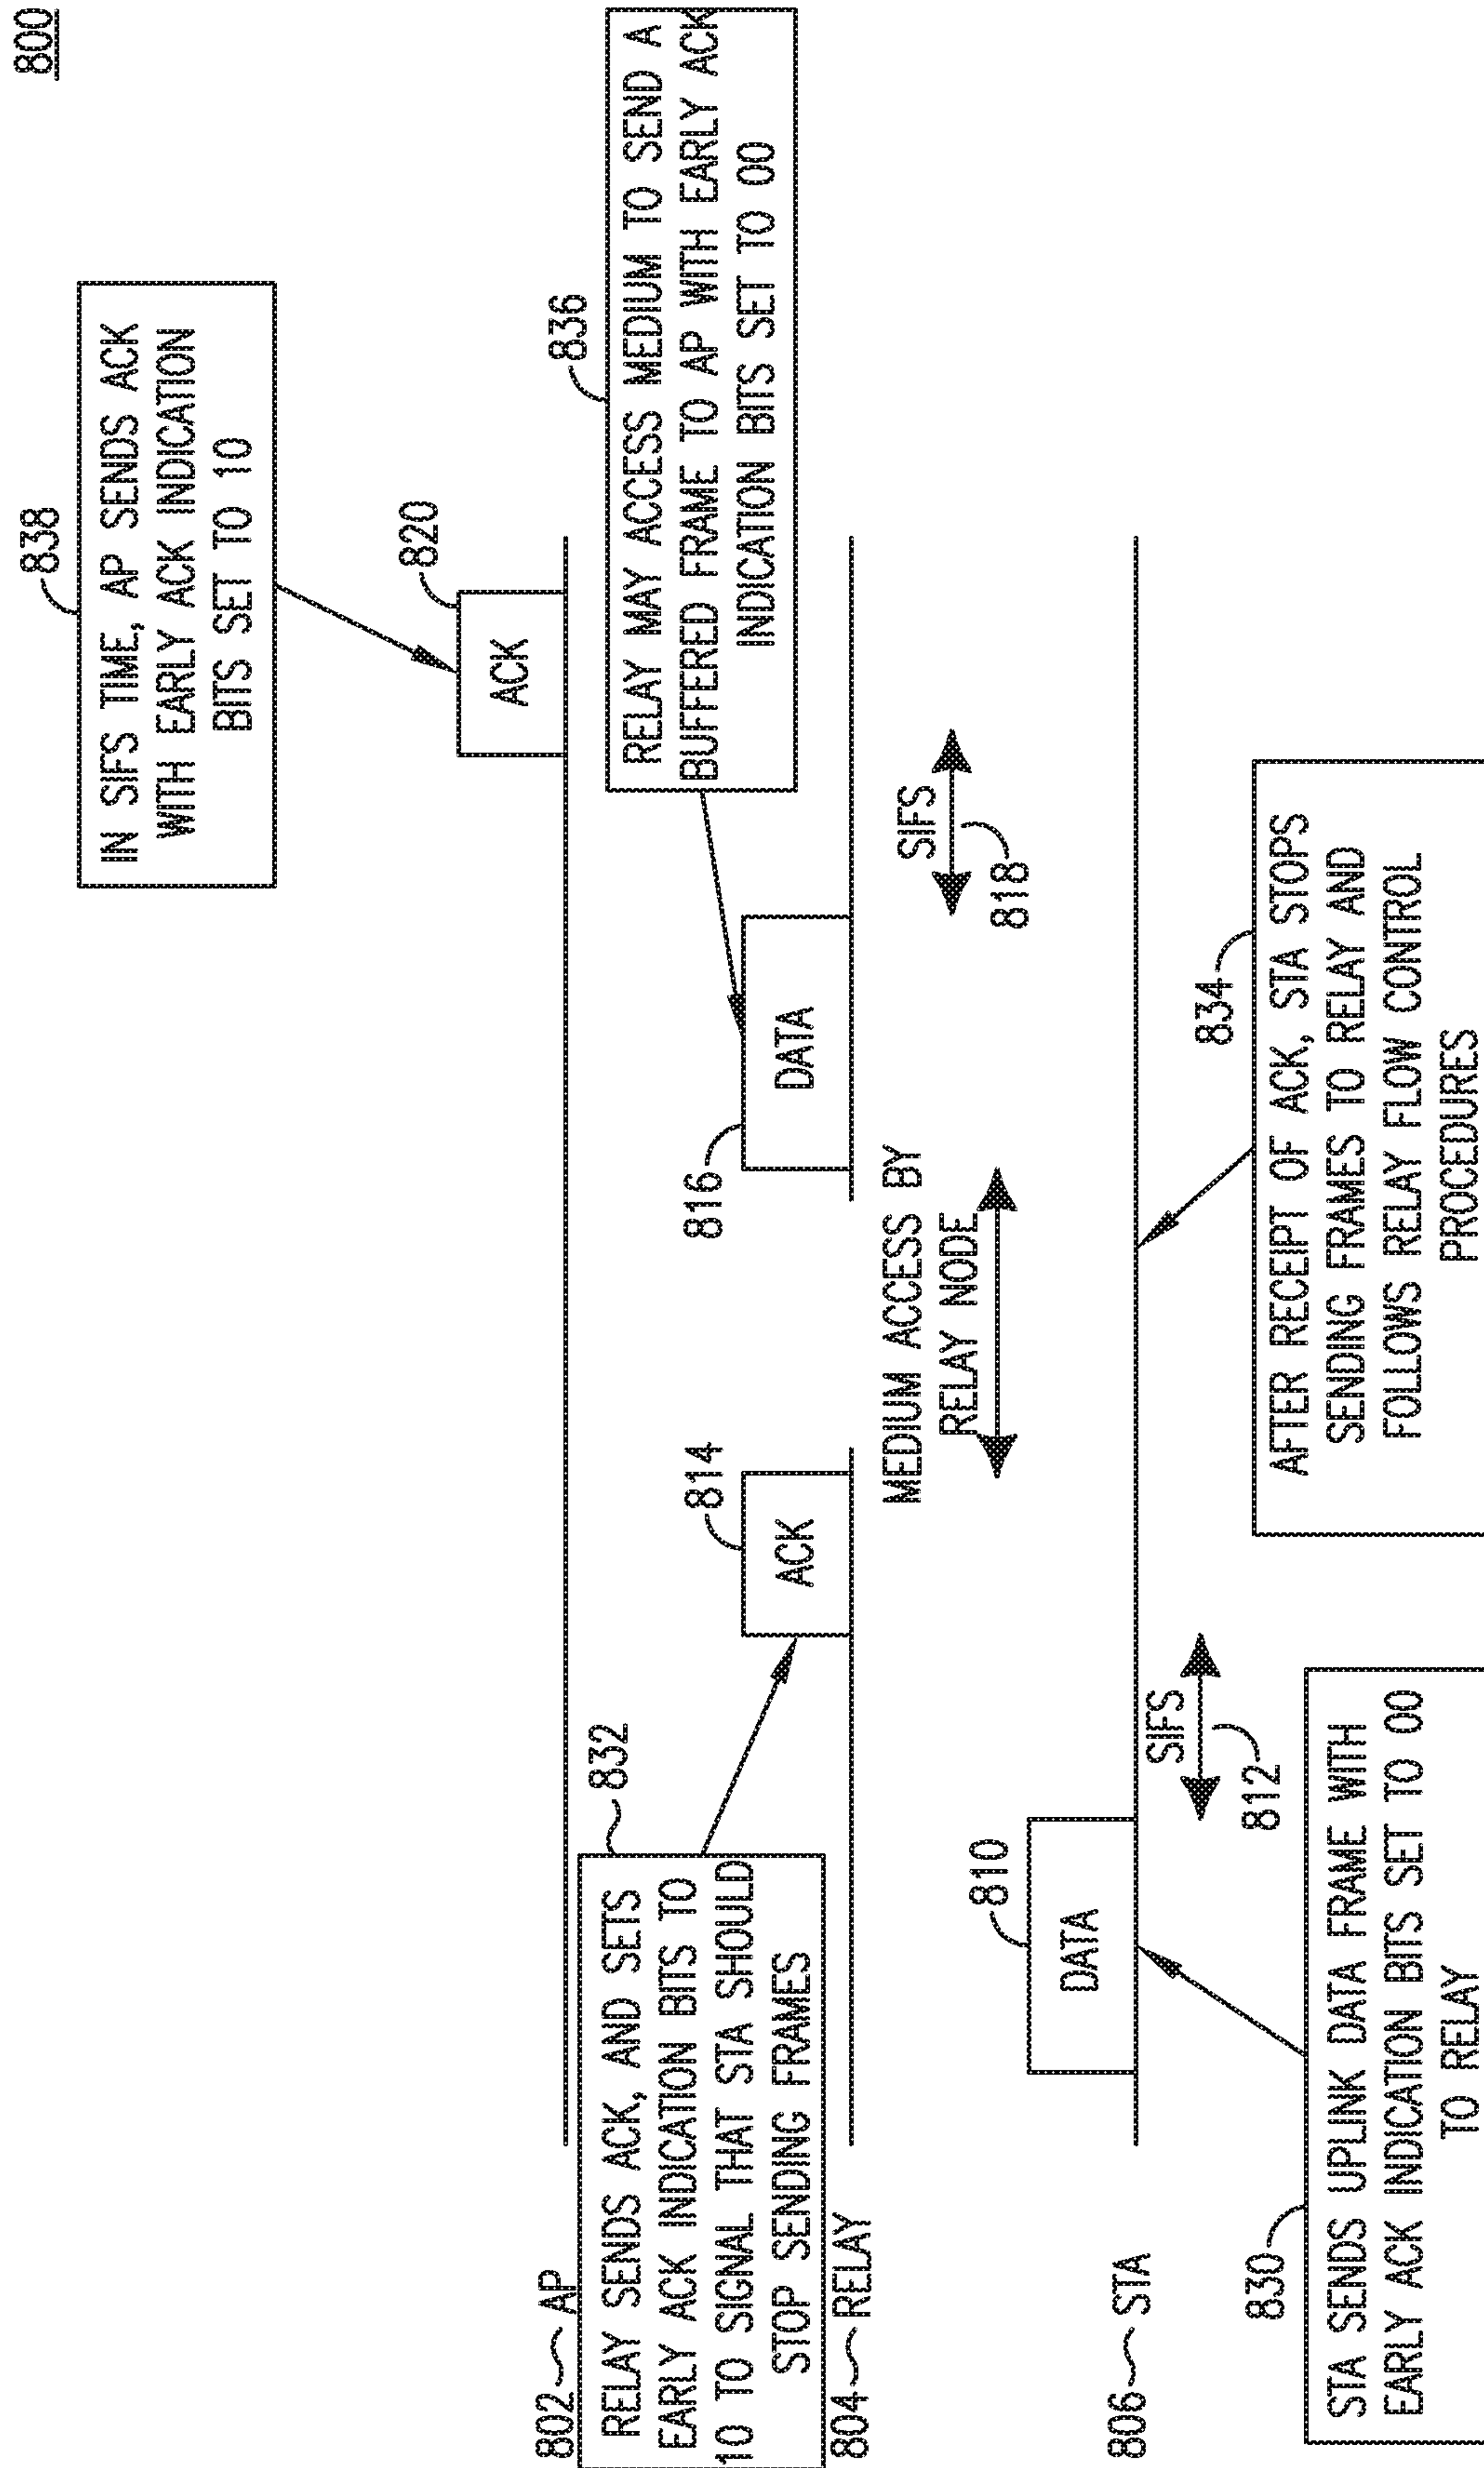 800
838
IN SIFS TIME, AP SENDS ACK
WITH EARLY ACK INDICATION
BITS SET TO 10
820
ACK
802 AP
832
RELAY SENDS ACK, AND SETS
EARLY ACK INDICATION BITS TO
10 TO SIGNAL THAT STA SHOULD
STOP SENDING FRAMES
836
RELAY MAY ACCESS MEDIUM TO SEND A
BUFFERED FRAME TO AP WITH EARLY ACK
INDICATION BITS SET TO 00
814
ACK
816
DATA
804 RELAY
MEDIUM ACCESS BY
RELAY NODE
SIFS
818
810
DATA
806 STA
SIFS
812
830
STA SENDS UPLINK DATA FRAME WITH
EARLY ACK INDICATION BITS SET TO 00
TO RELAY
834
AFTER RECEIPT OF ACK, STA STOPS
SENDING FRAMES TO RELAY AND
FOLLOWS RELAY FLOW CONTROL
PROCEDURES